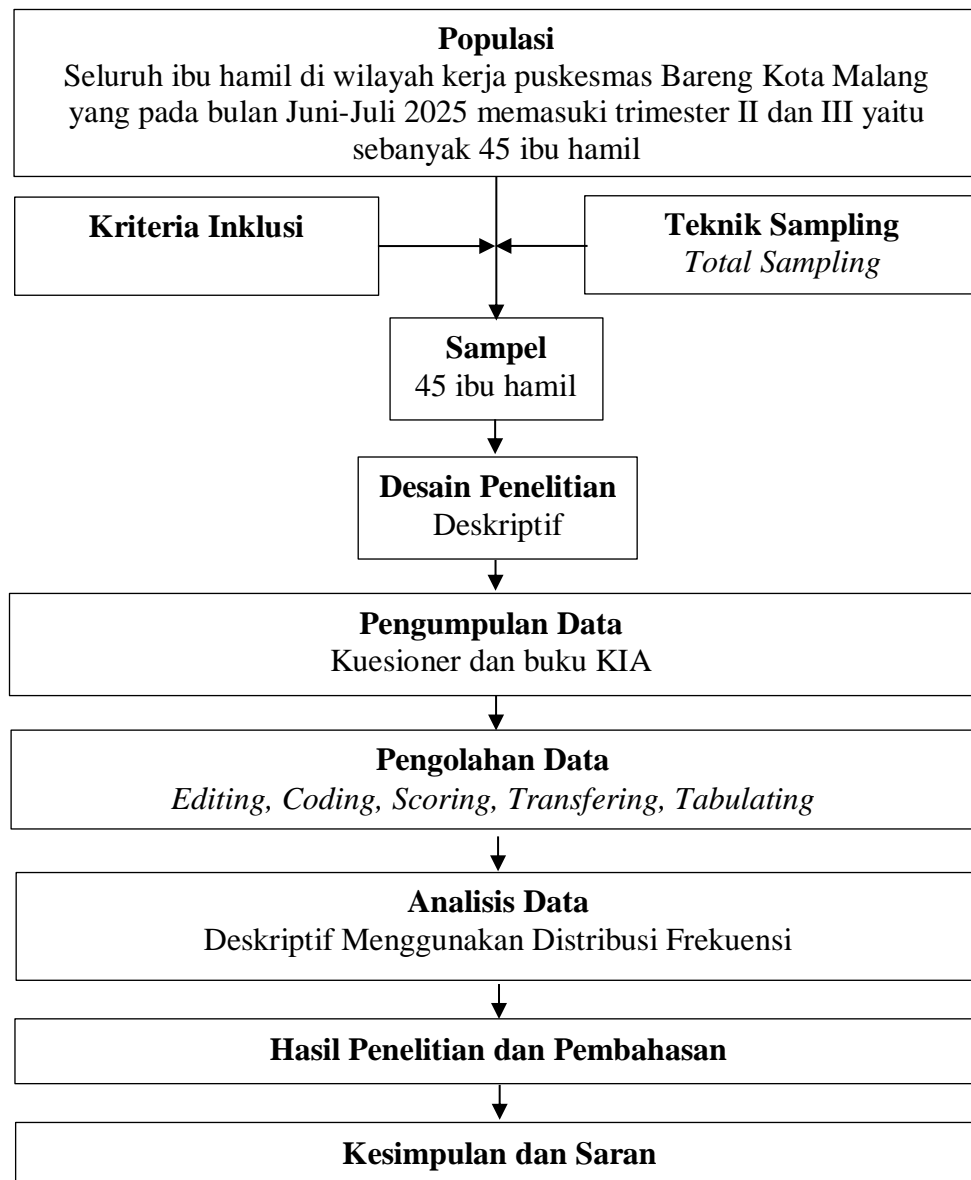 Populasi
Seluruh ibu hamil di wilayah kerja puskesmas Bareng Kota Malang
yang pada bulan Juni-Juli 2025 memasuki trimester II dan III yaitu
sebanyak 45 ibu hamil
Kriteria Inklusi
Teknik Sampling
Total Sampling
Sampel
45 ibu hamil
Desain Penelitian
Deskriptif
Pengumpulan Data
Kuesioner dan buku KIA
Pengolahan Data
Editing, Coding, Scoring, Transfering, Tabulating
Analisis Data
Deskriptif Menggunakan Distribusi Frekuensi
Hasil Penelitian dan Pembahasan
Kesimpulan dan Saran